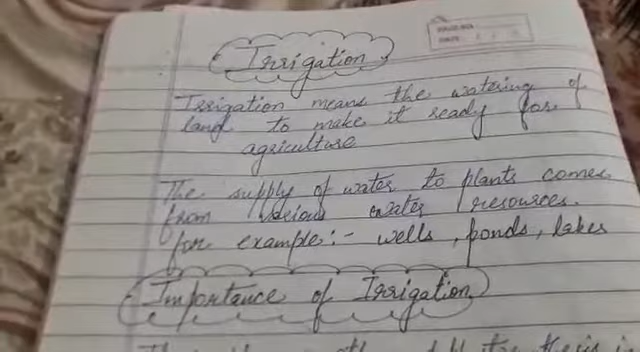 Irrigation
Irrigation means the watering of
land to make it ready for
agriculture
The supply of water to plants comes
from various water resources.
for example:- wells, ponds, lakes
Importance of Irrigation